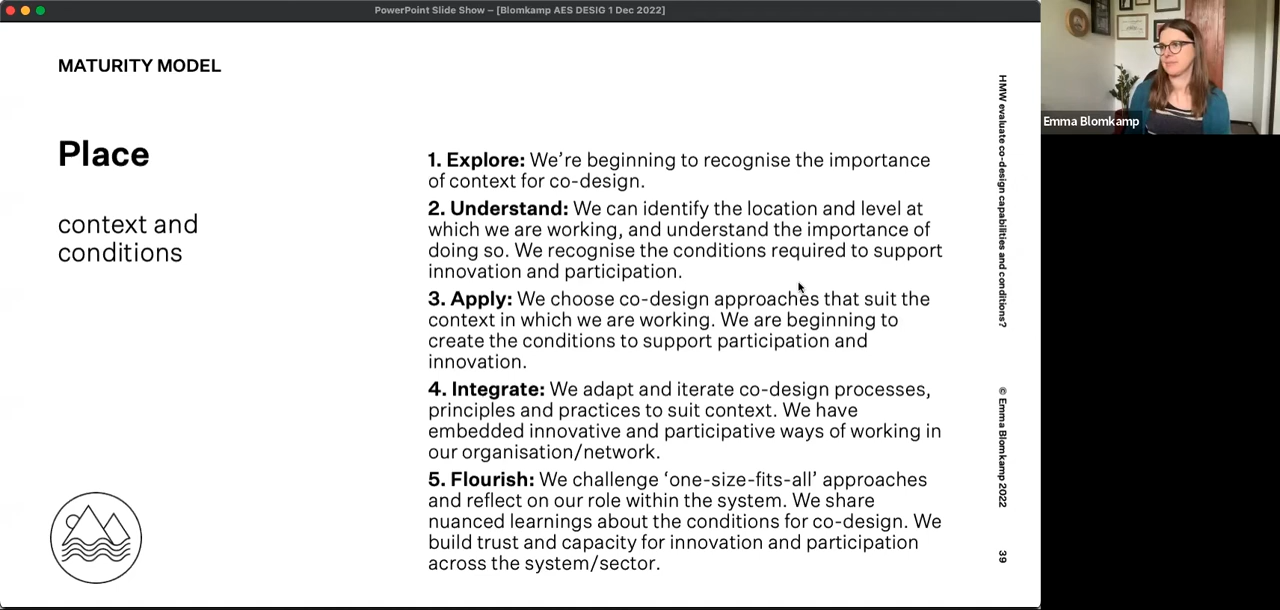 PowerPoint Slide Show – [Blomkamp AES DESIG 1 Dec 2022]
MATURITY MODEL
Place
context and
conditions
1. Explore: We’re beginning to recognise the importance
of context for co-design.
2. Understand: We can identify the location and level at
which we are working, and understand the importance of
doing so. We recognise the conditions required to support
innovation and participation.
3. Apply: We choose co-design approaches that suit the
context in which we are working. We are beginning to
create the conditions to support participation and
innovation.
4. Integrate: We adapt and iterate co-design processes,
principles and practices to suit context. We have
embedded innovative and participative ways of working in
our organisation/network.
5. Flourish: We challenge ‘one-size-fits-all’ approaches
and reflect on our role within the system. We share
nuanced learnings about the conditions for co-design. We
build trust and capacity for innovation and participation
across the system/sector.
HMW evaluate co-design capabilities and conditions?
© Emma Blomkamp 2022
39
Emma Blomkamp